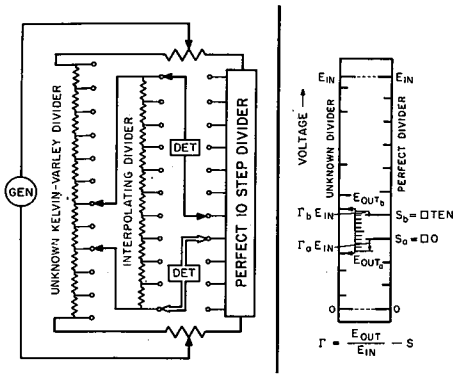 GEN
UNKNOWN KELVIN-VARLEY DIVIDER
INTERPOLATING DIVIDER
DET
DET
PERFECT 10 STEP DIVIDER
VOLTAGE →
UNKNOWN DIVIDER
PERFECT DIVIDER
E_IN
E_IN
E_OUT_b
Γ_b E_IN
S_b = □TEN
Γ_a E_IN
S_a = □0
E_OUT_a
0
0
Γ = E_OUT / E_IN − S